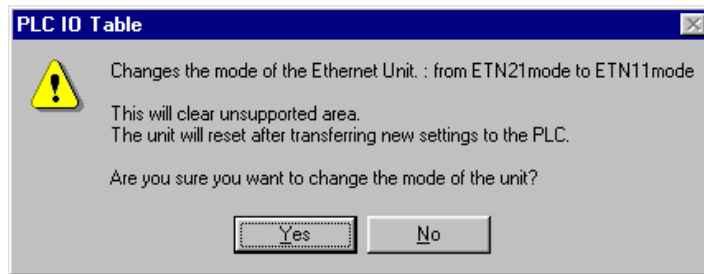 PLC IO Table
Changes the mode of the Ethernet Unit. : from ETN21mode to ETN11mode
This will clear unsupported area.
The unit will reset after transferring new settings to the PLC.
Are you sure you want to change the mode of the unit?
Yes No